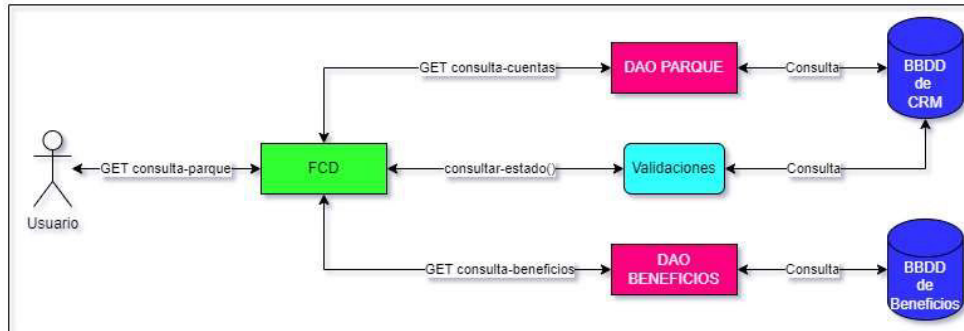 GET consulta-cuentas
DAO PARQUE
Consulta
BBDD
de
CRM
Usuario
GET consulta-parque
FCD
consultar-estado()
Validaciones
Consulta
GET consulta-beneficios
DAO
BENEFICIOS
Consulta
BBDD
de
Beneficios